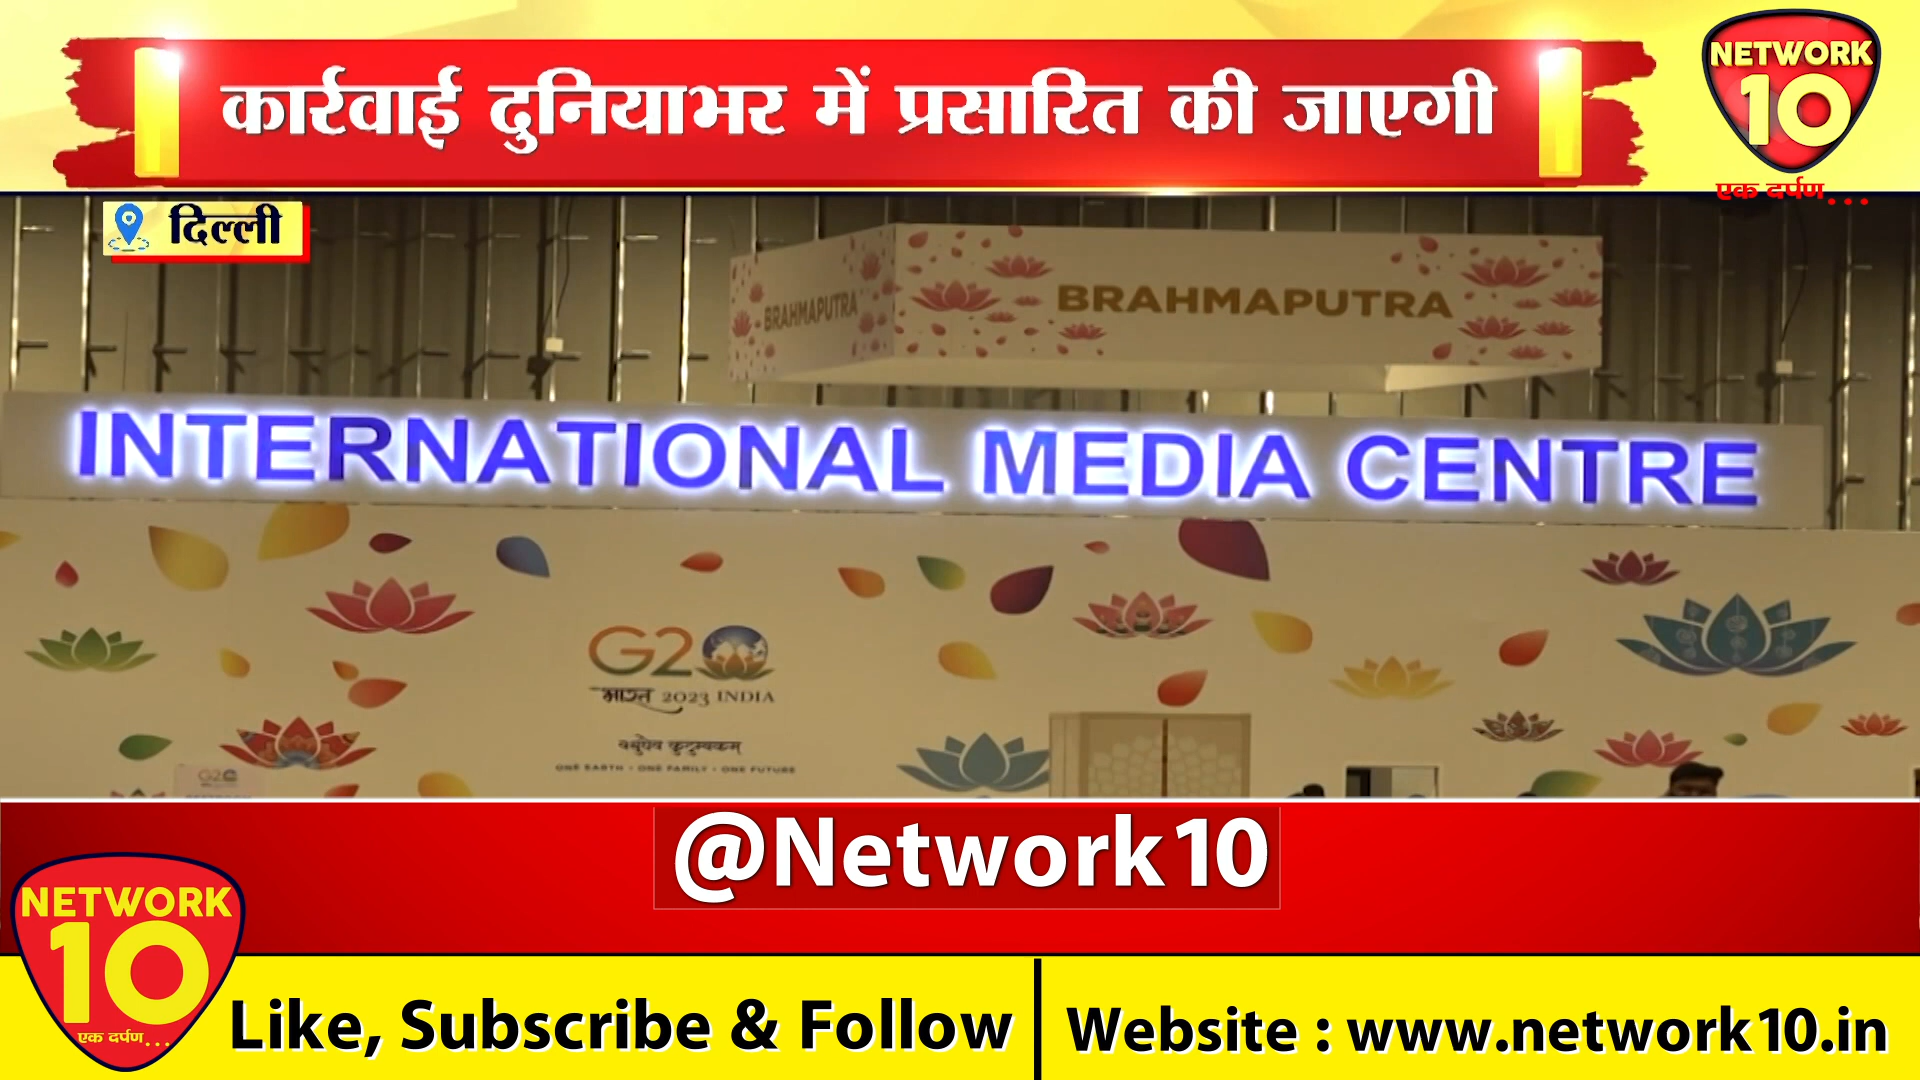 कार्रवाई दुनियाभर में प्रसारित की जाएगी
NETWORK
10
एक दर्पण...
दिल्ली
BRAHMAPUTRA
BRAHMAPUTRA
INTERNATIONAL MEDIA CENTRE
G20
भारत 2023 INDIA
वसुधैव कुटुम्बकम्
ONE EARTH • ONE FAMILY • ONE FUTURE
G20
@Network10
NETWORK
10
एक दर्पण...
Like, Subscribe & Follow
Website : www.network10.in